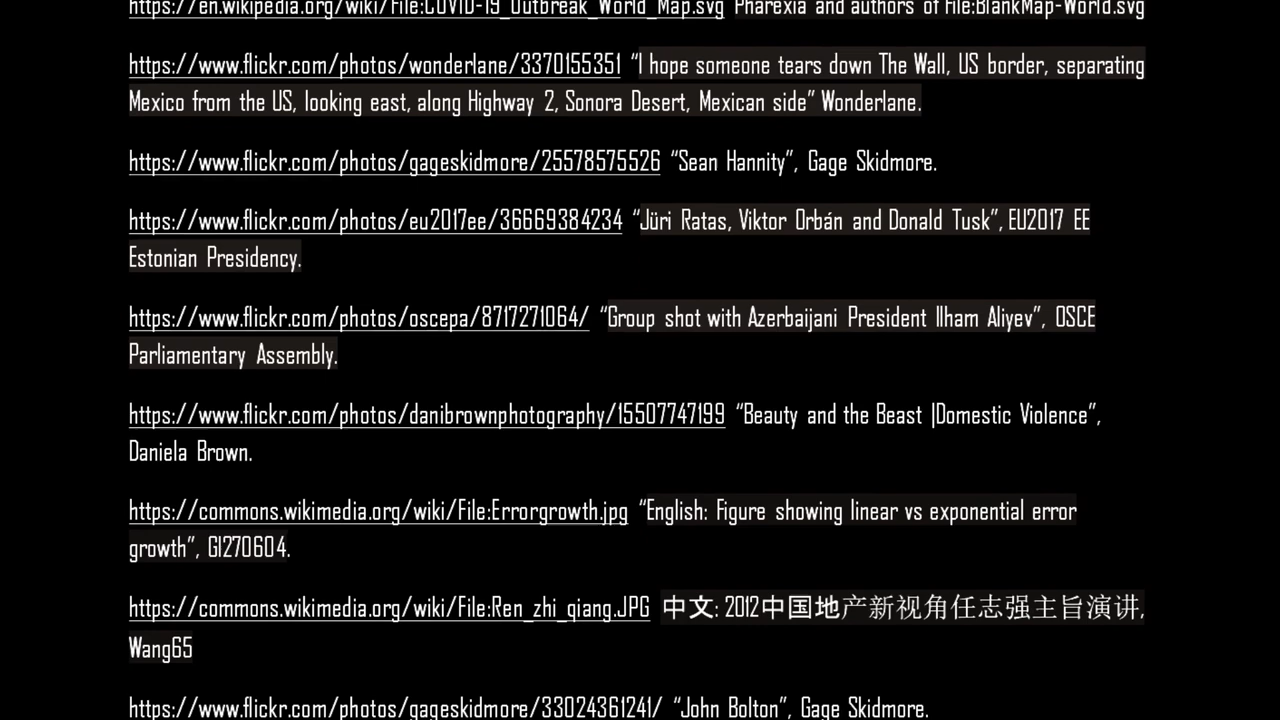 https://en.wikipedia.org/wiki/File:COVID-19_Outbreak_World_Map.svg Pharexia and authors of File:BlankMap-World.svg
https://www.flickr.com/photos/wonderlane/3370155351 “I hope someone tears down The Wall, US border, separating
Mexico from the US, looking east, along Highway 2, Sonora Desert, Mexican side” Wonderlane.
https://www.flickr.com/photos/gageskidmore/25578575526 “Sean Hannity”, Gage Skidmore.
https://www.flickr.com/photos/eu2017ee/36669384234 “Jüri Ratas, Viktor Orbán and Donald Tusk”, EU2017 EE
Estonian Presidency.
https://www.flickr.com/photos/oscepa/8717271064/ “Group shot with Azerbaijani President Ilham Aliyev”, OSCE
Parliamentary Assembly.
https://www.flickr.com/photos/danibrownphotography/15507747199 “Beauty and the Beast |Domestic Violence”,
Daniela Brown.
https://commons.wikimedia.org/wiki/File:Errorgrowth.jpg “English: Figure showing linear vs exponential error
growth”, GI270604.
https://commons.wikimedia.org/wiki/File:Ren_zhi_qiang.JPG 中文: 2012中国地产新视角任志强主旨演讲,
Wang65
https://www.flickr.com/photos/gageskidmore/33024361241/ “John Bolton”, Gage Skidmore.